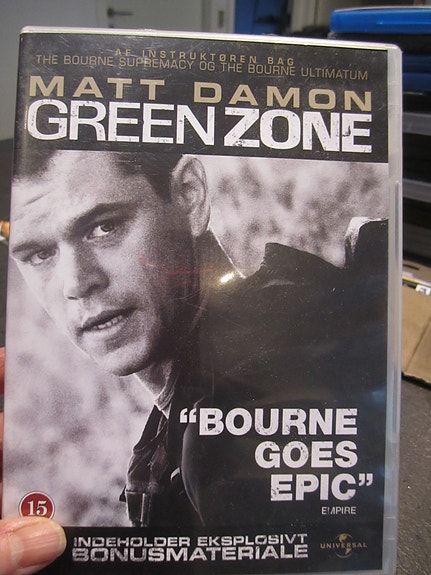 AF INSTRUKTØREN BAG
THE BOURNE SUPREMACY OG THE BOURNE ULTIMATUM
MATT DAMON
GREEN ZONE
“BOURNE
GOES
EPIC”
EMPIRE
15
INDEHOLDER EKSPLOSIVT
BONUSMATERIALE
UNIVERSAL